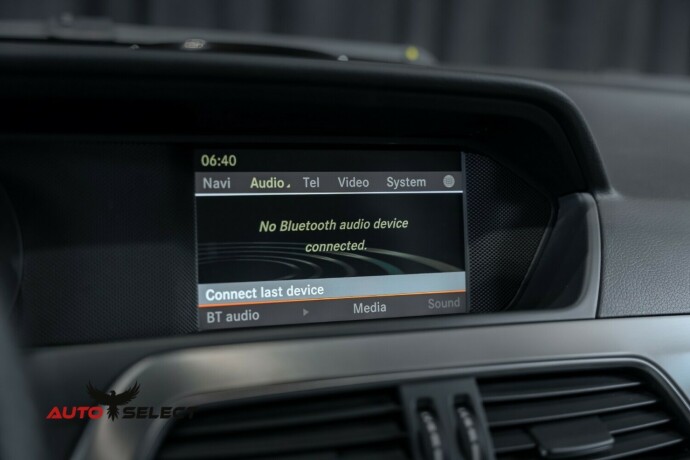 06:40
Navi Audio Tel Video System
No Bluetooth audio device
connected.
Connect last device
BT audio Media Sound
AUTO SELECT